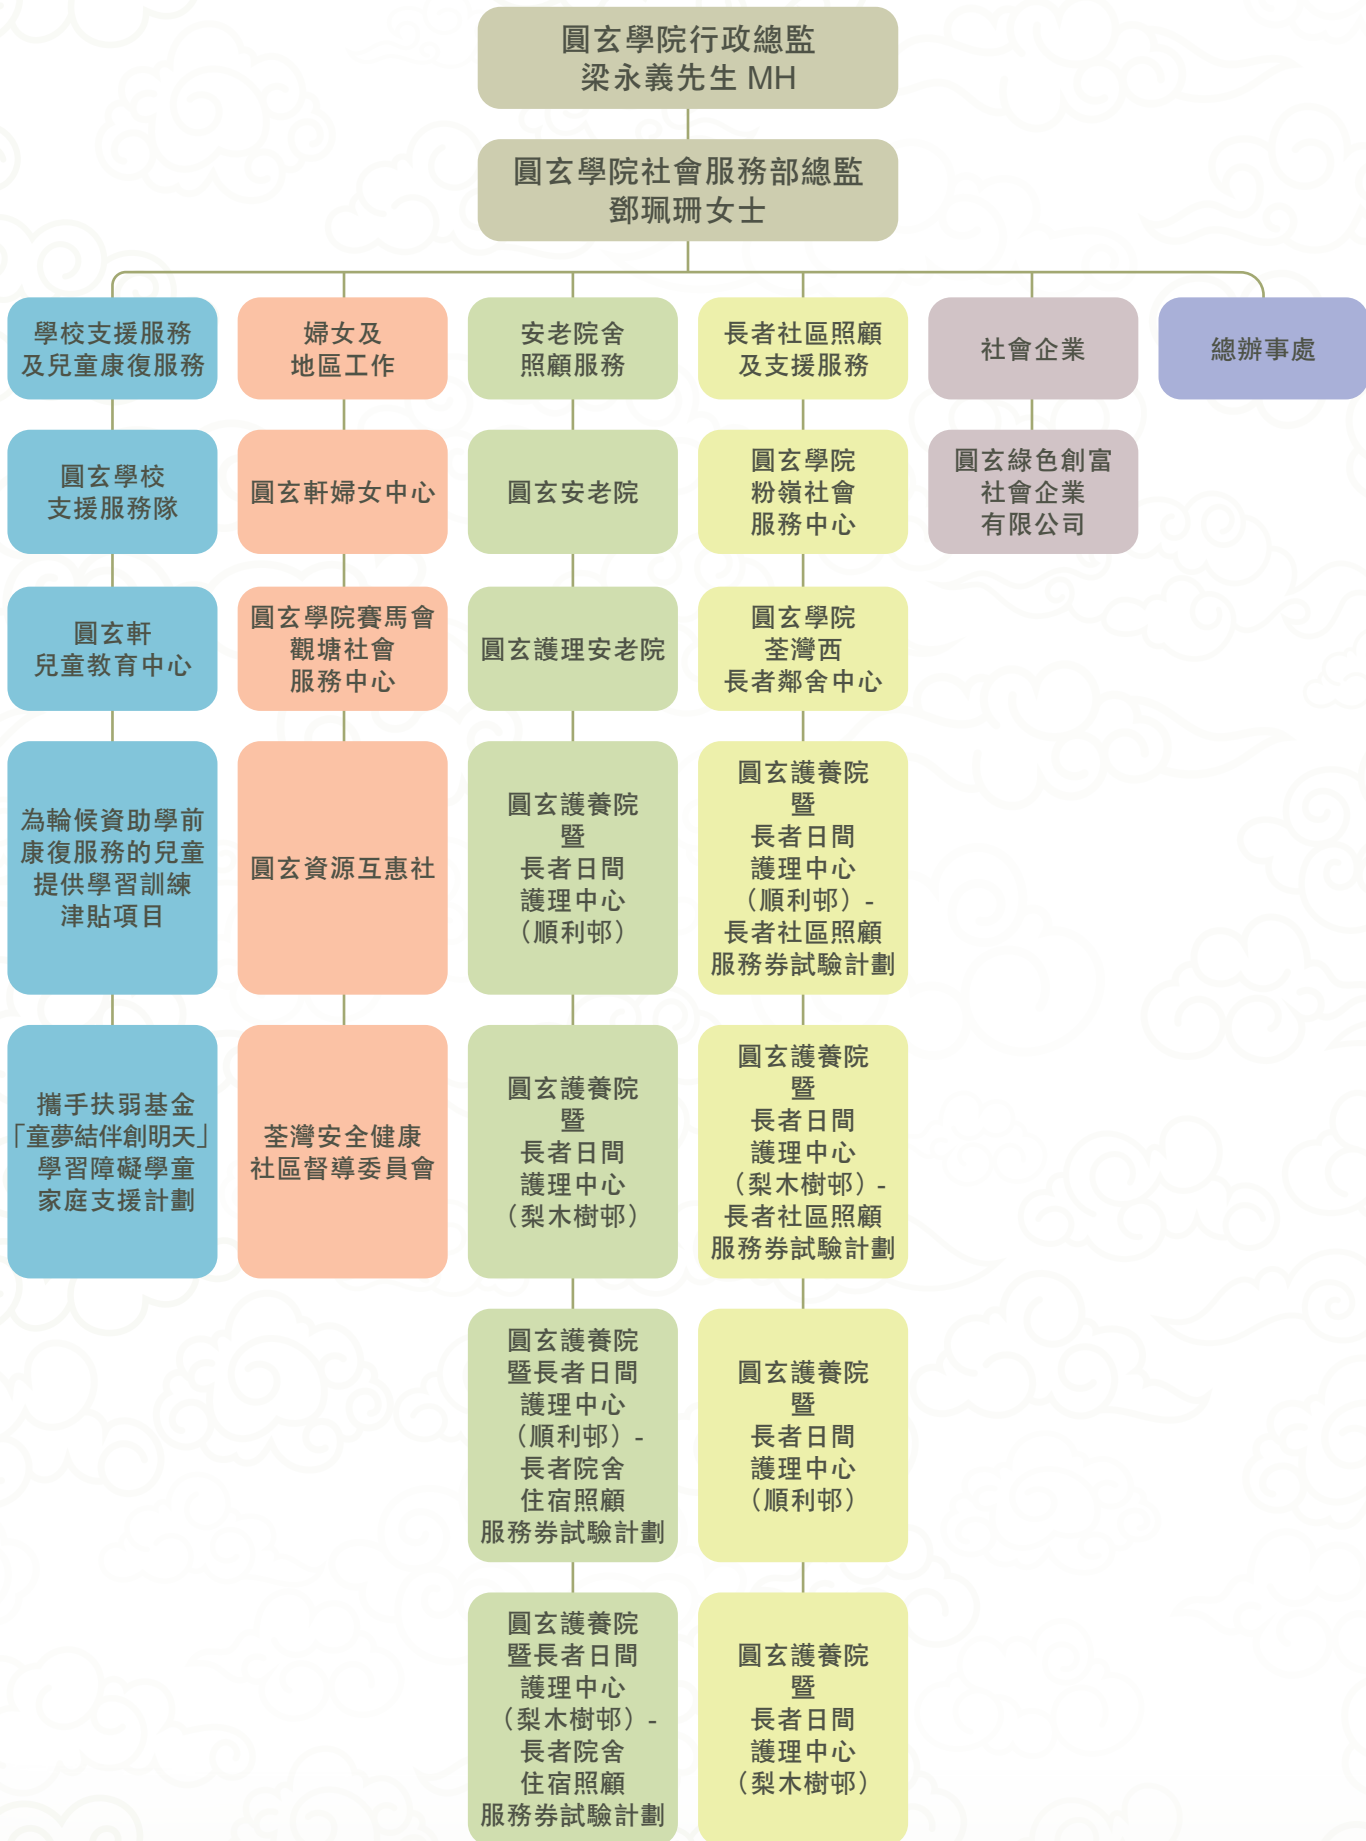 圓玄學院行政總監
梁永義先生 MH
圓玄學院社會服務部總監
鄧珮珊女士
學校支援服務
及兒童康復服務
圓玄學校
支援服務隊
圓玄軒
兒童教育中心
為輪候資助學前
康復服務的兒童
提供學習訓練
津貼項目
攜手扶弱基金
「童夢結伴創明天」
學習障礙學童
家庭支援計劃
婦女及
地區工作
圓玄軒婦女中心
圓玄學院賽馬會
觀塘社會
服務中心
圓玄資源互惠社
荃灣安全健康
社區督導委員會
安老院舍
照顧服務
圓玄安老院
圓玄護理安老院
圓玄護養院
暨
長者日間
護理中心
（順利邨）
圓玄護養院
暨
長者日間
護理中心
（梨木樹邨）
圓玄護養院
暨長者日間
護理中心
（順利邨）-
長者院舍
住宿照顧
服務券試驗計劃
圓玄護養院
暨長者日間
護理中心
（梨木樹邨）-
長者院舍
住宿照顧
服務券試驗計劃
長者社區照顧
及支援服務
圓玄學院
粉嶺社會
服務中心
圓玄學院
荃灣西
長者鄰舍中心
圓玄護養院
暨
長者日間
護理中心
（順利邨）-
長者社區照顧
服務券試驗計劃
圓玄護養院
暨
長者日間
護理中心
（梨木樹邨）-
長者社區照顧
服務券試驗計劃
圓玄護養院
暨
長者日間
護理中心
（順利邨）
圓玄護養院
暨
長者日間
護理中心
（梨木樹邨）
社會企業
圓玄綠色創富
社會企業
有限公司
總辦事處